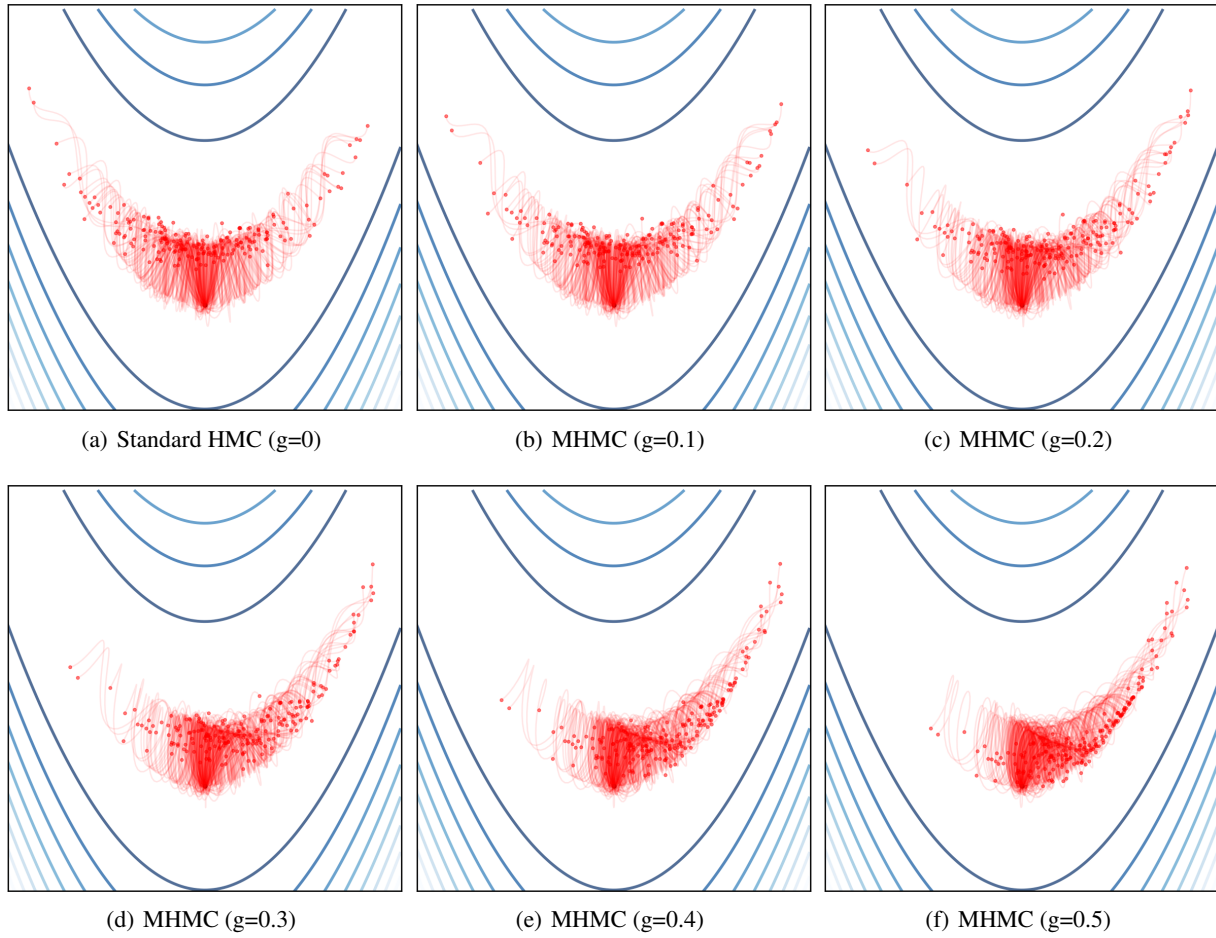 (a) Standard HMC (g=0)
(b) MHMC (g=0.1)
(c) MHMC (g=0.2)
(d) MHMC (g=0.3)
(e) MHMC (g=0.4)
(f) MHMC (g=0.5)